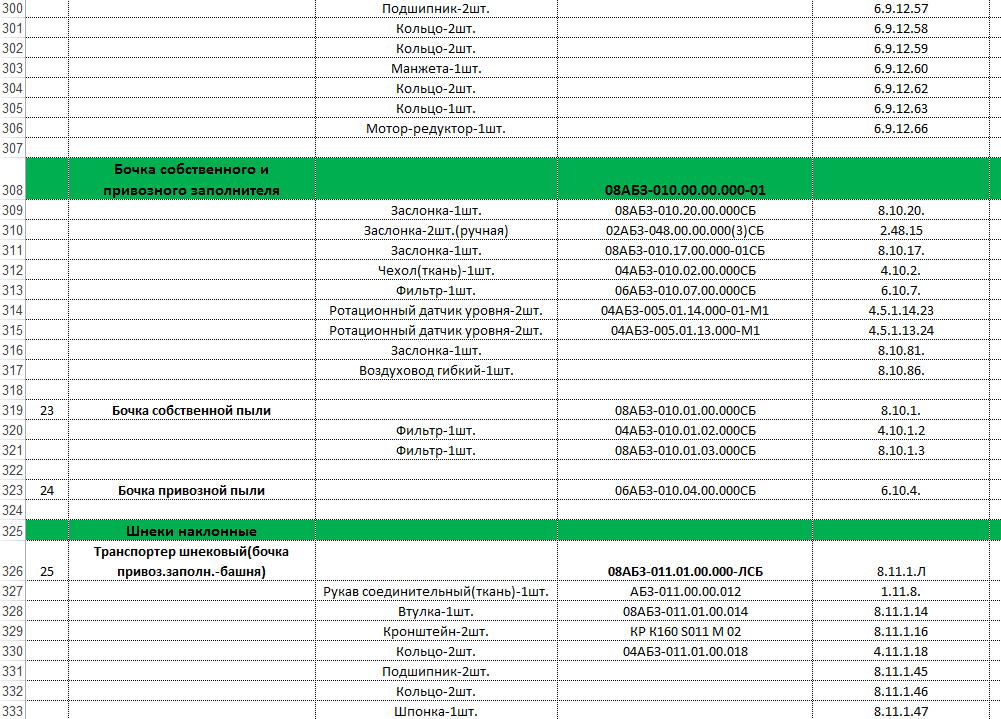 300 Подшипник-2шт. 6.9.12.57
301 Кольцо-2шт. 6.9.12.58
302 Кольцо-2шт. 6.9.12.59
303 Манжета-1шт. 6.9.12.60
304 Кольцо-2шт. 6.9.12.62
305 Кольцо-1шт. 6.9.12.63
306 Мотор-редуктор-1шт. 6.9.12.66
307
Бочка собственного и
308 привозного заполнителя 08АБЗ-010.00.00.000-01
309 Заслонка-1шт. 08АБЗ-010.20.00.000СБ 8.10.20.
310 Заслонка-2шт.(ручная) 02АБЗ-048.00.00.000(3)СБ 2.48.15
311 Заслонка-1шт. 08АБЗ-010.17.00.000-01СБ 8.10.17.
312 Чехол(ткань)-1шт. 04АБЗ-010.02.00.000СБ 4.10.2.
313 Фильтр-1шт. 06АБЗ-010.07.00.000СБ 6.10.7.
314 Ротационный датчик уровня-2шт. 04АБЗ-005.01.14.000-01-М1 4.5.1.14.23
315 Ротационный датчик уровня-2шт. 04АБЗ-005.01.13.000-М1 4.5.1.13.24
316 Заслонка-1шт. 8.10.81.
317 Воздуховод гибкий-1шт. 8.10.86.
318
319 23 Бочка собственной пыли 08АБЗ-010.01.00.000СБ 8.10.1.
320 Фильтр-1шт. 04АБЗ-010.01.02.000СБ 4.10.1.2
321 Фильтр-1шт. 08АБЗ-010.01.03.000СБ 8.10.1.3
322
323 24 Бочка привозной пыли 06АБЗ-010.04.00.000СБ 6.10.4.
324
325 Шнеки наклонные
Транспортер шнековый(бочка
326 25 привоз.заполн.-башня) 08АБЗ-011.01.00.000-ЛСБ 8.11.1.Л
327 Рукав соединительный(ткань)-1шт. АБЗ-011.00.00.012 1.11.8.
328 Втулка-1шт. 08АБЗ-011.01.00.014 8.11.1.14
329 Кронштейн-2шт. КР К160 S011 М 02 8.11.1.16
330 Кольцо-2шт. 04АБЗ-011.01.00.018 4.11.1.18
331 Подшипник-2шт. 8.11.1.45
332 Кольцо-2шт. 8.11.1.46
333 Шпонка-1шт. 8.11.1.47